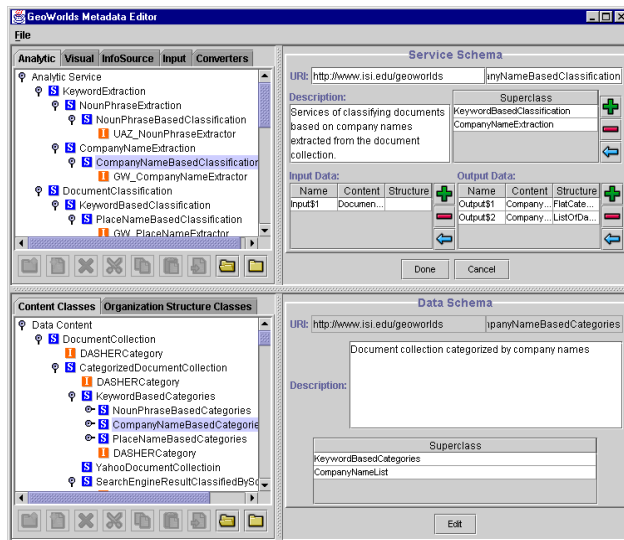 GeoWorlds Metadata Editor
File
Analytic Visual InfoSource Input Converters
Analytic Service
S KeywordExtraction
S NounPhraseExtraction
S NounPhraseBasedClassification
I UAZ_NounPhraseExtractor
S CompanyNameExtraction
S CompanyNameBasedClassification
I GW_CompanyNameExtractor
S DocumentClassification
S KeywordBasedClassification
S PlaceNameBasedClassification
I GW_PlaceNameExtractor
Service Schema
URI: http://www.isi.edu/geoworlds anyNameBasedClassification
Description:
Services of classifying documents
based on company names
extracted from the document
collection.
Superclass
KeywordBasedClassification
CompanyNameExtraction
Input Data:
Name Content Structure
Input$1 Documen...
Output Data:
Name Content Structure
Output$1 Company... FlatCate...
Output$2 Company... ListOfDa...
Done Cancel
Content Classes Organization Structure Classes
Data Content
S DocumentCollection
I DASHERCategory
S CategorizedDocumentCollection
I DASHERCategory
S KeywordBasedCategories
S NounPhraseBasedCategories
S CompanyNameBasedCategorie
S PlaceNameBasedCategories
I DASHERCategory
S YahooDocumentCollectioin
S SearchEngineResultClassifiedBySo
Data Schema
URI: http://www.isi.edu/geoworlds panyNameBasedCategories
Description:
Document collection categorized by company names
Superclass
KeywordBasedCategories
CompanyNameList
Edit